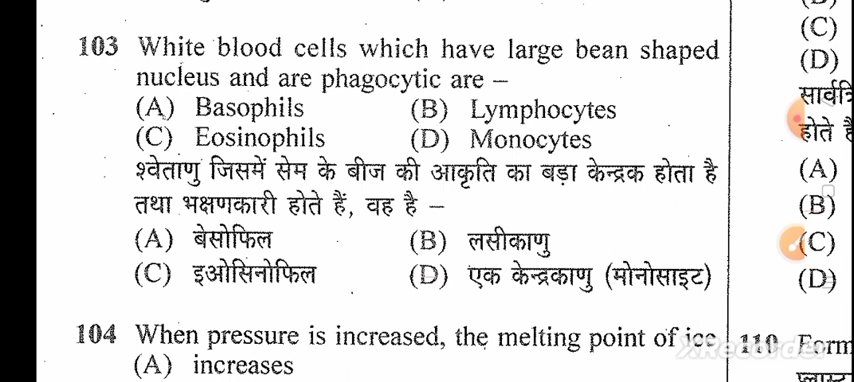 103 White blood cells which have large bean shaped
nucleus and are phagocytic are –
(A) Basophils (B) Lymphocytes
(C) Eosinophils (D) Monocytes
श्वेताणु जिसमें सेम के बीज की आकृति का बड़ा केन्द्रक होता है
तथा भक्षणकारी होते हैं, वह है –
(A) बेसोफिल (B) लसीकाणु
(C) इओसिनोफिल (D) एक केन्द्रकाणु (मोनोसाइट)
104 When pressure is increased, the melting point of ice
(A) increases
(C)
(D)
होते
(A)
(B)
(C)
(D)
110 Form
XRecorder